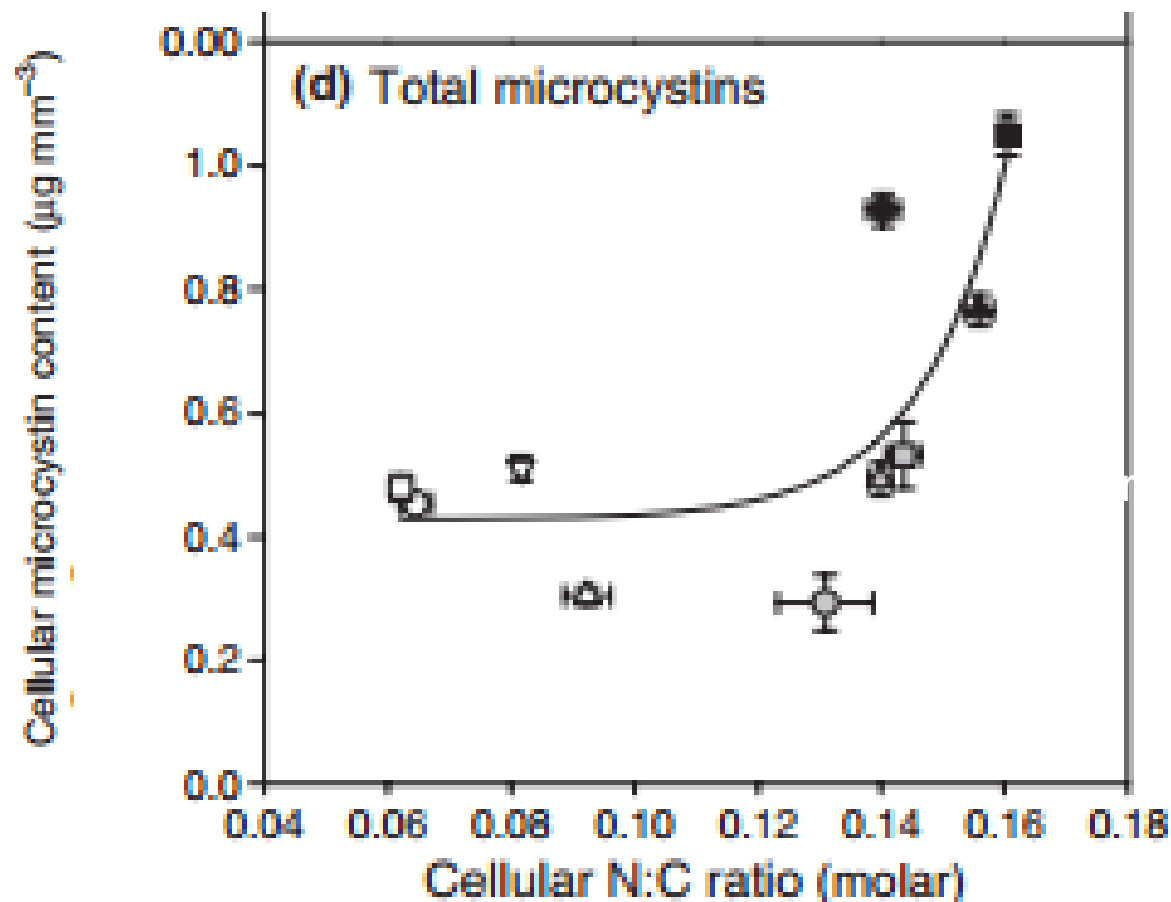 0.00
(d) Total microcystins
1.0
0.8
0.6
0.4
0.2
0.0
Cellular microcystin content (µg mm⁻³)
0.04 0.06 0.08 0.10 0.12 0.14 0.16 0.18
Cellular N:C ratio (molar)